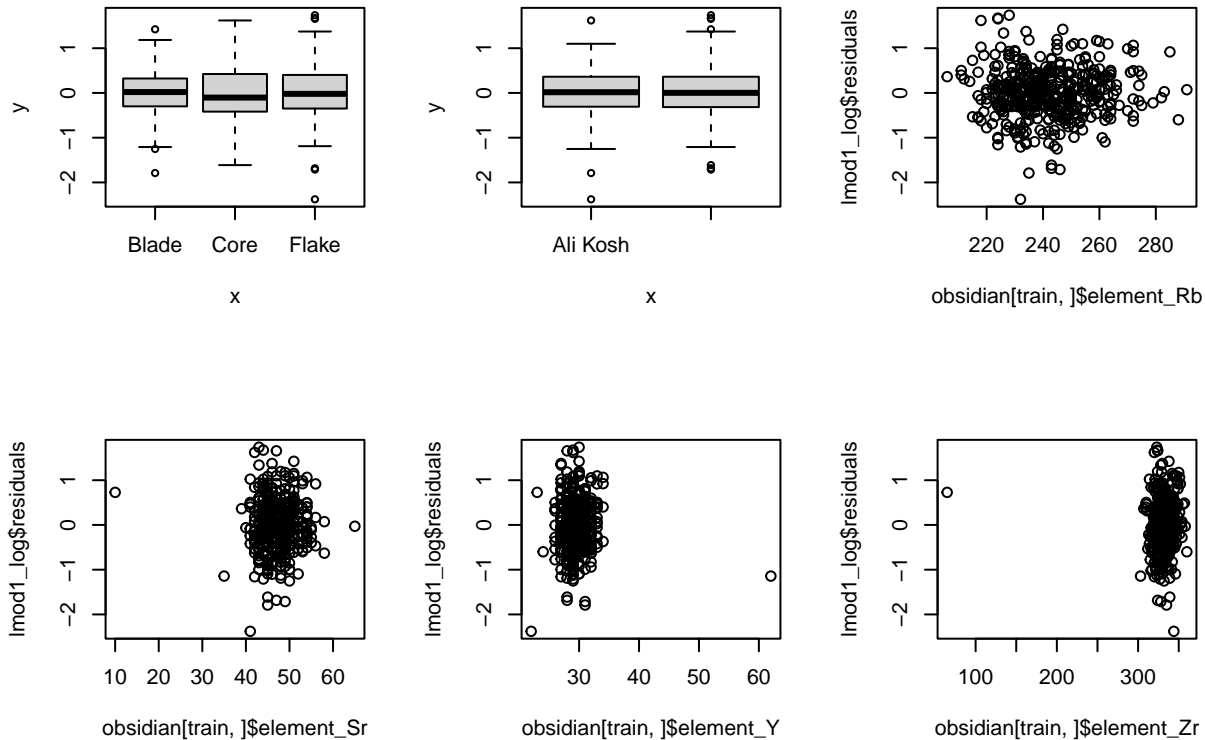 y
1
0
−1
−2
Blade Core Flake
x
y
1
0
−1
−2
Ali Kosh
x
lmod1_log$residuals
1
0
−1
−2
220 240 260 280
obsidian[train, ]$element_Rb
lmod1_log$residuals
1
0
−1
−2
10 20 30 40 50 60
obsidian[train, ]$element_Sr
lmod1_log$residuals
1
0
−1
−2
30 40 50 60
obsidian[train, ]$element_Y
lmod1_log$residuals
1
0
−1
−2
100 200 300
obsidian[train, ]$element_Zr